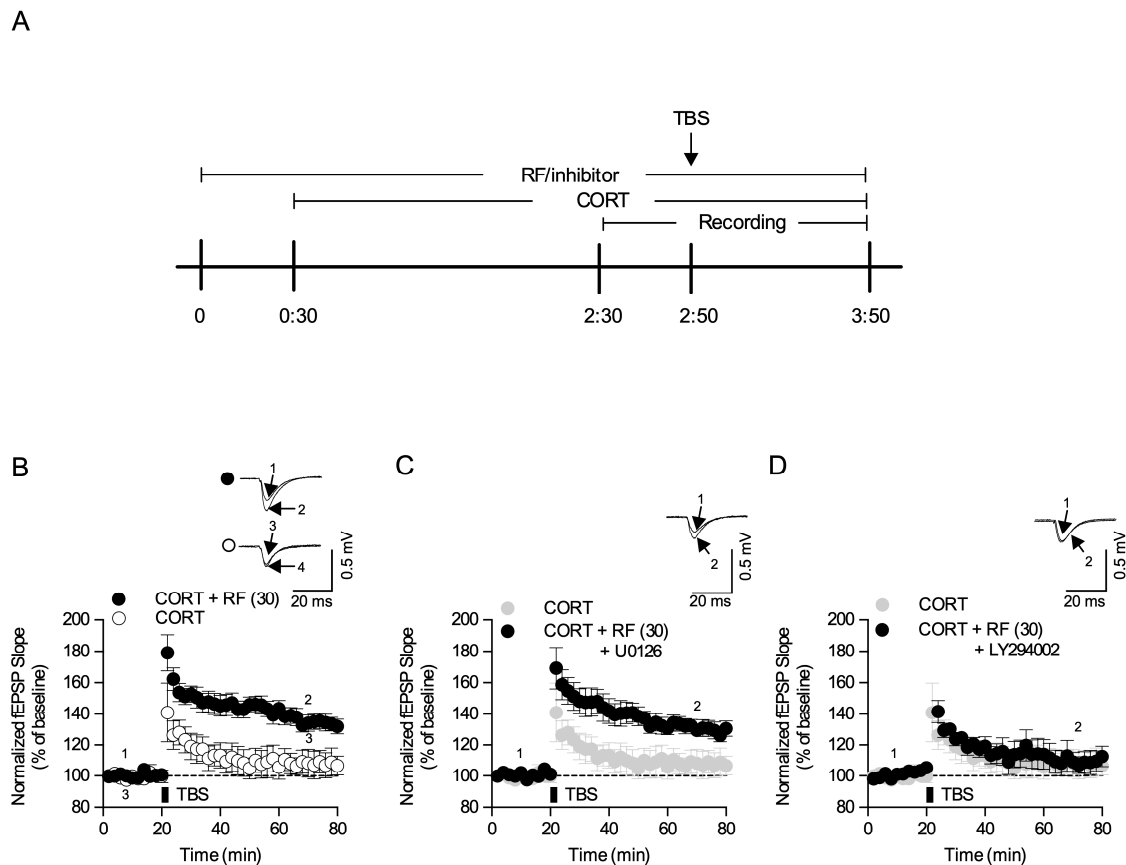 A
TBS
RF/inhibitor
CORT
Recording
0 0:30 2:30 2:50 3:50
B
1
2
3
4
0.5 mV
20 ms
CORT + RF (30)
CORT
Normalized fEPSP Slope
(% of baseline)
200
180
160
140
120
100
80
1
3
2
3
TBS
0 20 40 60 80
Time (min)
C
1
2
0.5 mV
20 ms
CORT
CORT + RF (30)
+ U0126
Normalized fEPSP Slope
(% of baseline)
200
180
160
140
120
100
80
1
2
TBS
0 20 40 60 80
Time (min)
D
1
2
0.5 mV
20 ms
CORT
CORT + RF (30)
+ LY294002
Normalized fEPSP Slope
(% of baseline)
200
180
160
140
120
100
80
1
2
TBS
0 20 40 60 80
Time (min)